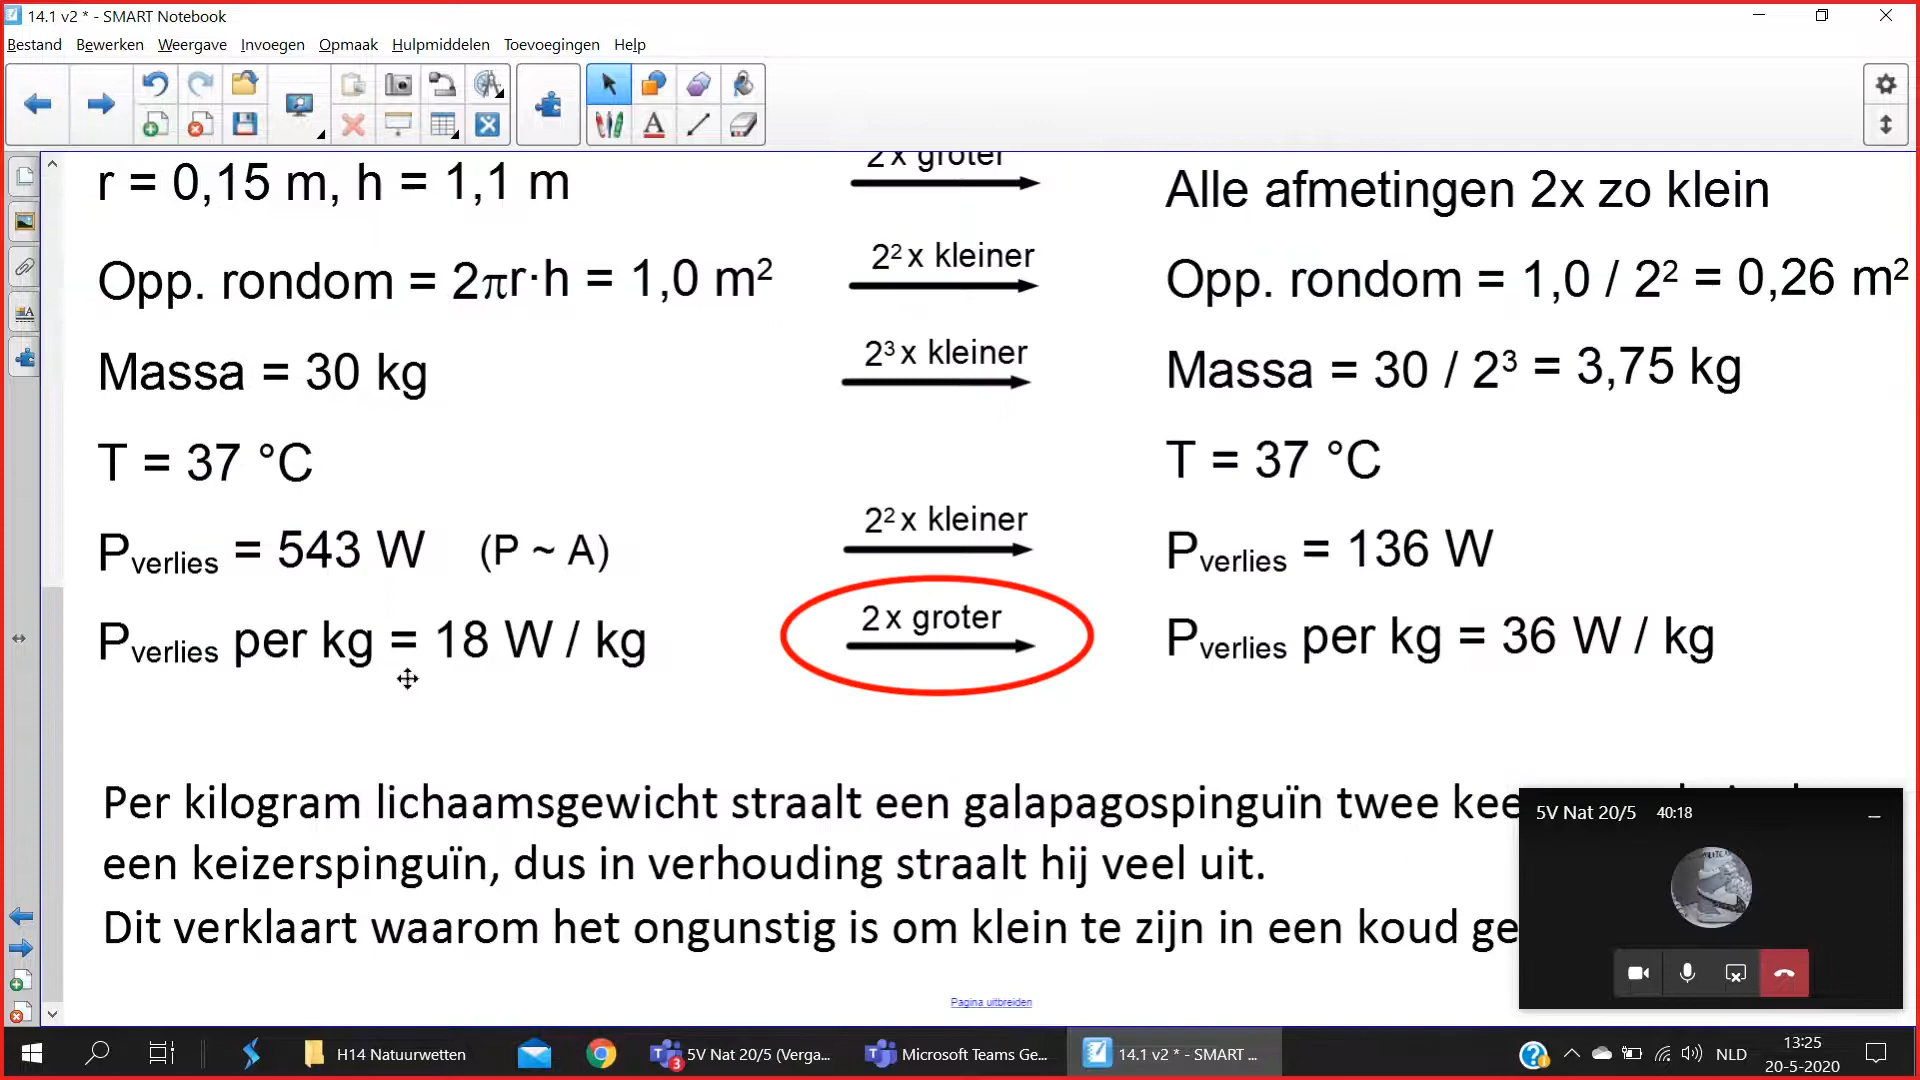 14.1 v2 * - SMART Notebook
Bestand Bewerken Weergave Invoegen Opmaak Hulpmiddelen Toevoegingen Help
2x groter
r = 0,15 m, h = 1,1 m
Alle afmetingen 2x zo klein
2² x kleiner
Opp. rondom = 2πr·h = 1,0 m²
Opp. rondom = 1,0 / 2² = 0,26 m²
2³ x kleiner
Massa = 30 kg
Massa = 30 / 2³ = 3,75 kg
T = 37 °C
T = 37 °C
2² x kleiner
Pverlies = 543 W (P ~ A)
Pverlies = 136 W
2 x groter
Pverlies per kg = 18 W / kg
Pverlies per kg = 36 W / kg
Per kilogram lichaamsgewicht straalt een galapagospinguïn twee kee
een keizerspinguïn, dus in verhouding straalt hij veel uit.
Dit verklaart waarom het ongunstig is om klein te zijn in een koud ge
5V Nat 20/5 40:18
Pagina uitbreiden
H14 Natuurwetten
3
5V Nat 20/5 (Verga...
Microsoft Teams Ge...
14.1 v2 * - SMART ...
NLD
13:25
20-5-2020